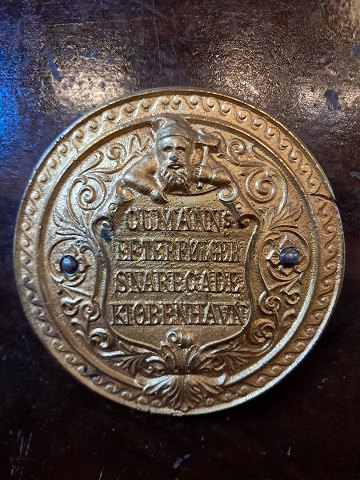 GUMANNS
EFTERFØLGER
SNAREGADE
KIØBENHAVN